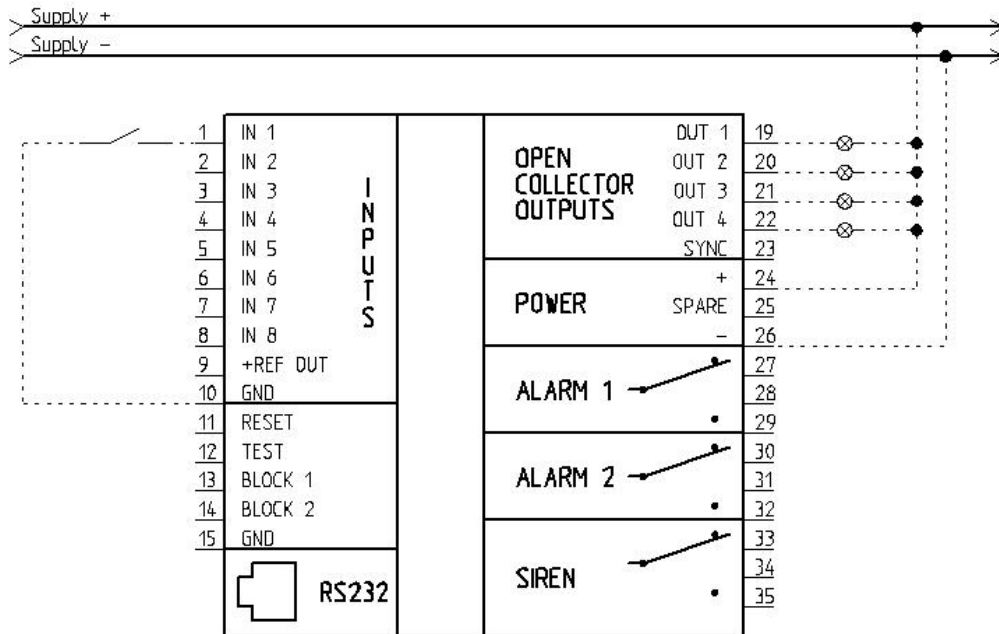 Supply +
Supply -
1 IN 1
2 IN 2
3 IN 3
4 IN 4
5 IN 5
6 IN 6
7 IN 7
8 IN 8
9 +REF OUT
10 GND
INPUTS
11 RESET
12 TEST
13 BLOCK 1
14 BLOCK 2
15 GND
RS232
OPEN
COLLECTOR
OUTPUTS
OUT 1 19
OUT 2 20
OUT 3 21
OUT 4 22
SYNC 23
POWER
+ 24
SPARE 25
- 26
ALARM 1
27
28
29
ALARM 2
30
31
32
SIREN
33
34
35